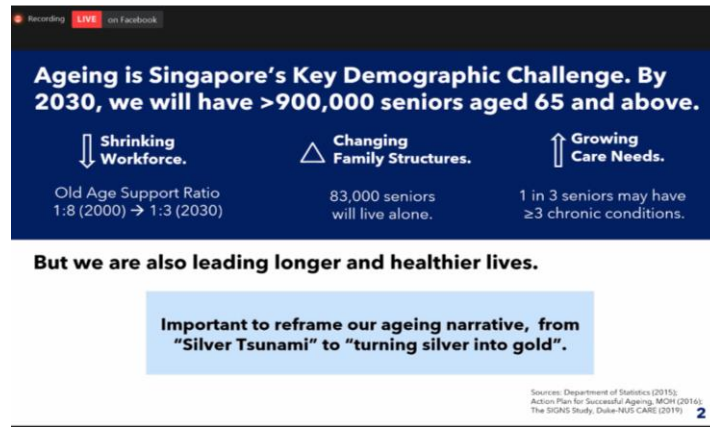 Recording LIVE on Facebook
Ageing is Singapore's Key Demographic Challenge. By
2030, we will have >900,000 seniors aged 65 and above.
Shrinking
Workforce.
Old Age Support Ratio
1:8 (2000) → 1:3 (2030)
Changing
Family Structures.
83,000 seniors
will live alone.
Growing
Care Needs.
1 in 3 seniors may have
≥3 chronic conditions.
But we are also leading longer and healthier lives.
Important to reframe our ageing narrative, from
“Silver Tsunami” to “turning silver into gold”.
Sources: Department of Statistics (2015);
Action Plan for Successful Ageing, MOH (2016);
The SIGNS Study, Duke-NUS CARE (2019)
2